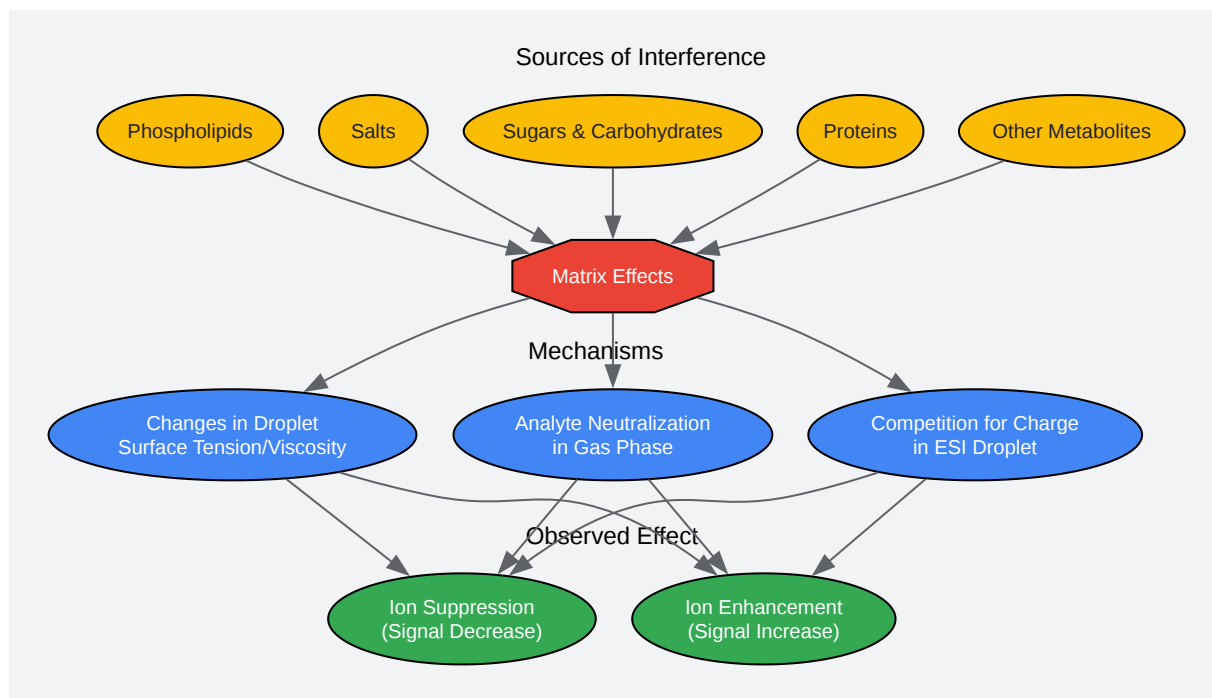 Sources of Interference
Phospholipids
Salts
Sugars & Carbohydrates
Proteins
Other Metabolites
Matrix Effects
Mechanisms
Changes in Droplet
Surface Tension/Viscosity
Analyte Neutralization
in Gas Phase
Competition for Charge
in ESI Droplet
Observed Effect
Ion Suppression
(Signal Decrease)
Ion Enhancement
(Signal Increase)